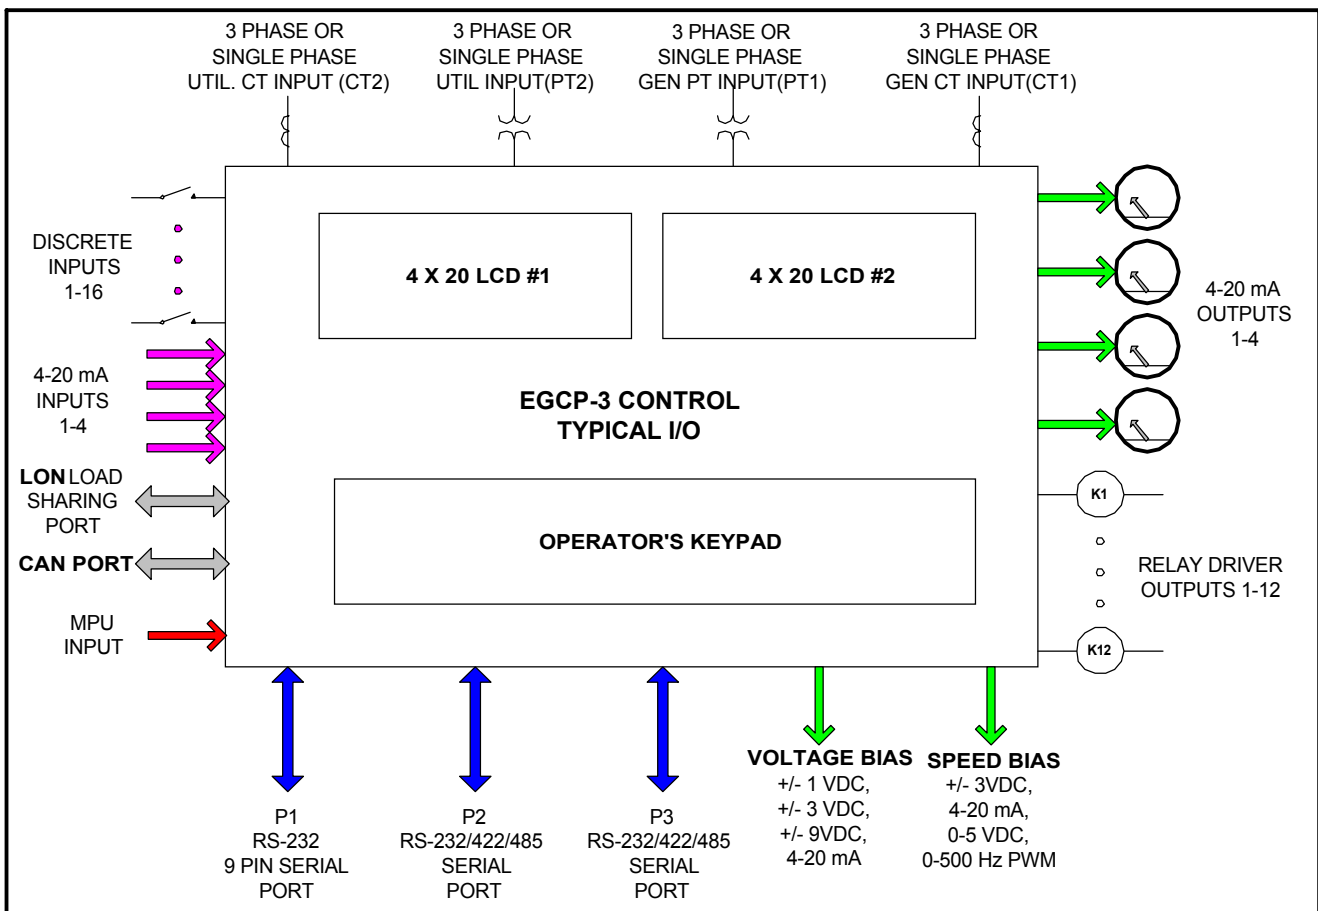 3 PHASE OR
SINGLE PHASE
UTIL. CT INPUT (CT2)
3 PHASE OR
SINGLE PHASE
UTIL INPUT(PT2)
3 PHASE OR
SINGLE PHASE
GEN PT INPUT(PT1)
3 PHASE OR
SINGLE PHASE
GEN CT INPUT(CT1)
DISCRETE
INPUTS
1-16
4 X 20 LCD #1
4 X 20 LCD #2
4-20 mA
OUTPUTS
1-4
4-20 mA
INPUTS
1-4
EGCP-3 CONTROL
TYPICAL I/O
LON LOAD
SHARING
PORT
CAN PORT
MPU
INPUT
OPERATOR'S KEYPAD
K1
RELAY DRIVER
OUTPUTS 1-12
K12
P1
RS-232
9 PIN SERIAL
PORT
P2
RS-232/422/485
SERIAL
PORT
P3
RS-232/422/485
SERIAL
PORT
VOLTAGE BIAS
+/- 1 VDC,
+/- 3 VDC,
+/- 9VDC,
4-20 mA
SPEED BIAS
+/- 3VDC,
4-20 mA,
0-5 VDC,
0-500 Hz PWM